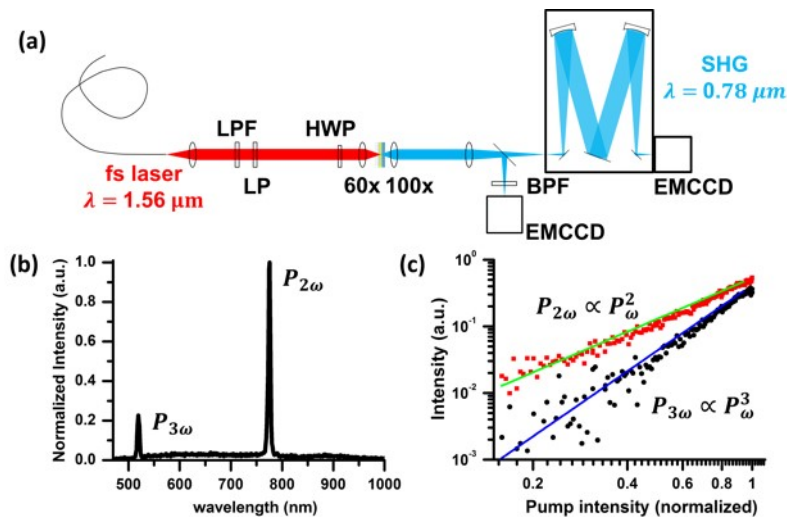 (a)
SHG
λ = 0.78 μm
LPF
HWP
fs laser
λ = 1.56 μm
LP
60x 100x
BPF
EMCCD
EMCCD
(b)
Normalized Intensity (a.u.)
1.0
0.8
0.6
0.4
0.2
0.0
P2ω
P3ω
500 600 700 800 900 1000
wavelength (nm)
(c)
Intensity (a.u.)
10⁰
10⁻¹
10⁻²
10⁻³
P2ω ∝ Pω²
P3ω ∝ Pω³
0.2 0.4 0.6 0.8 1
Pump intensity (normalized)